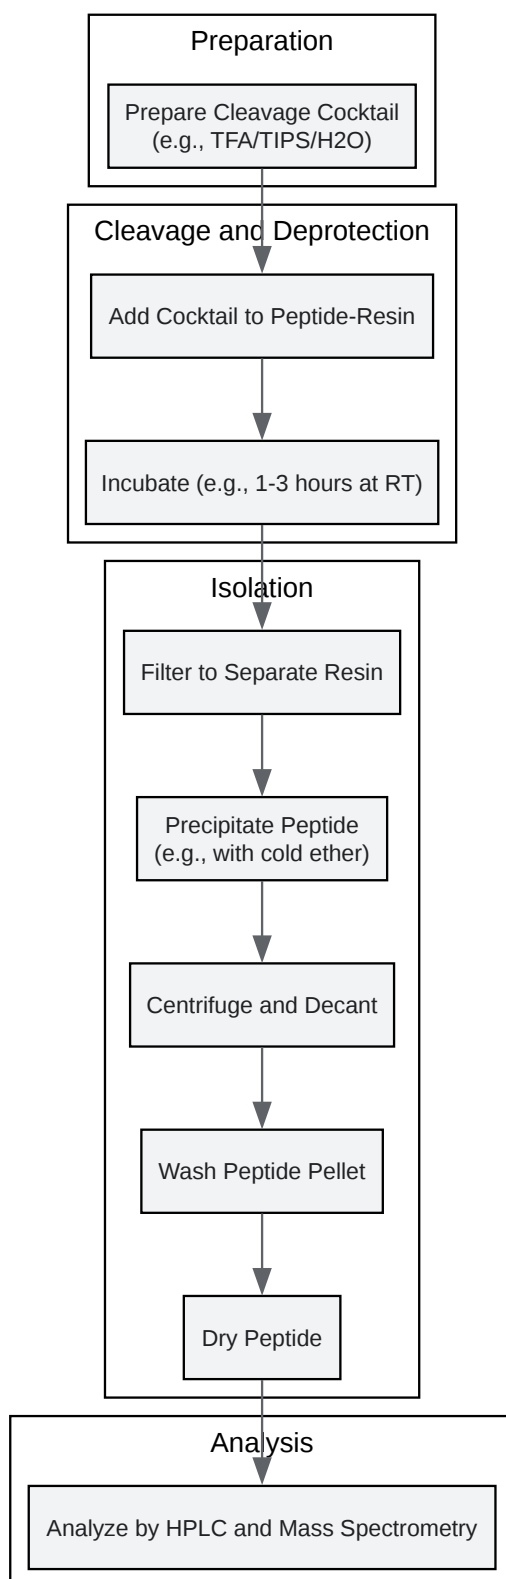 Preparation
Prepare Cleavage Cocktail
(e.g., TFA/TIPS/H2O)
Cleavage and Deprotection
Add Cocktail to Peptide-Resin
Incubate (e.g., 1-3 hours at RT)
Isolation
Filter to Separate Resin
Precipitate Peptide
(e.g., with cold ether)
Centrifuge and Decant
Wash Peptide Pellet
Dry Peptide
Analysis
Analyze by HPLC and Mass Spectrometry